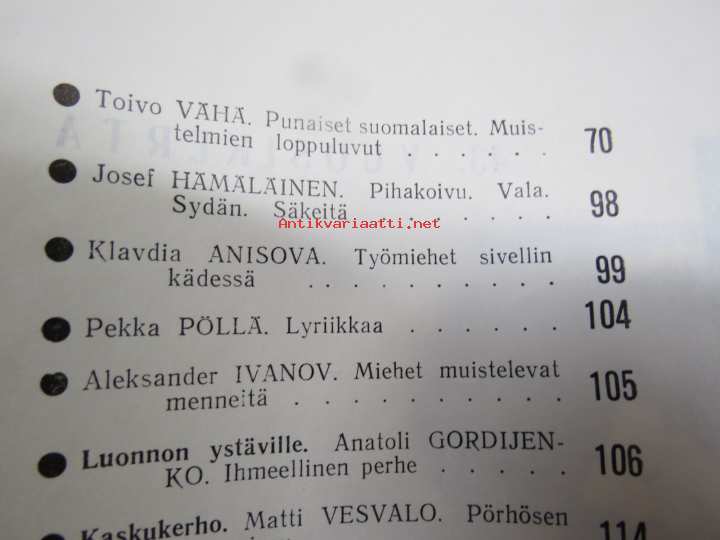 ● Toivo VÄHÄ. Punaiset suomalaiset. Muis-
telmien loppuluvut . . . . . . 70
● Josef HÄMÄLÄINEN. Pihakoivu. Vala.
Sydän. Säkeitä . . . . . . 98
Antikvariaatti.net
● Klavdia ANISOVA. Työmiehet sivellin
kädessä . . . . . . . . . . 99
● Pekka PÖLLÄ. Lyriikkaa . . . . . . 104
● Aleksander IVANOV. Miehet muistelevat
menneitä . . . . . . . . . . 105
● Luonnon ystäville. Anatoli GORDIJEN-
KO. Ihmeellinen perhe . . . . . 106
● Kaskukerho. Matti VESVALO. Pörhösen
114